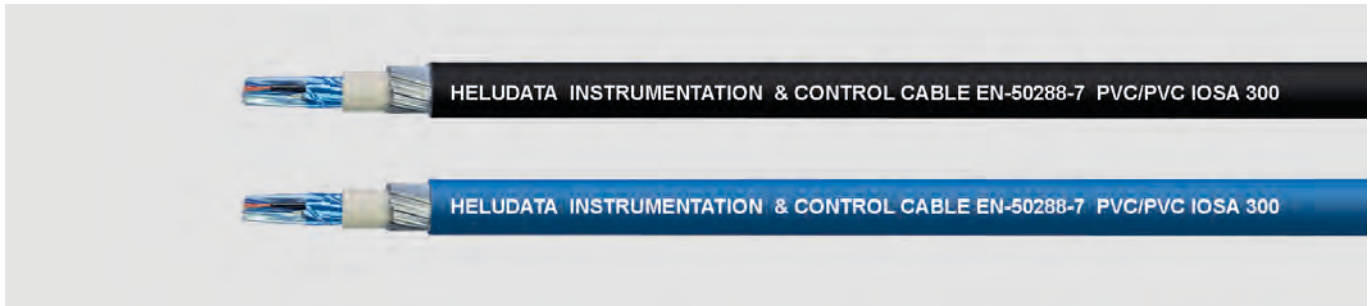 HELUDATA INSTRUMENTATION & CONTROL CABLE EN-50288-7 PVC/PVC IOSA 300
HELUDATA INSTRUMENTATION & CONTROL CABLE EN-50288-7 PVC/PVC IOSA 300